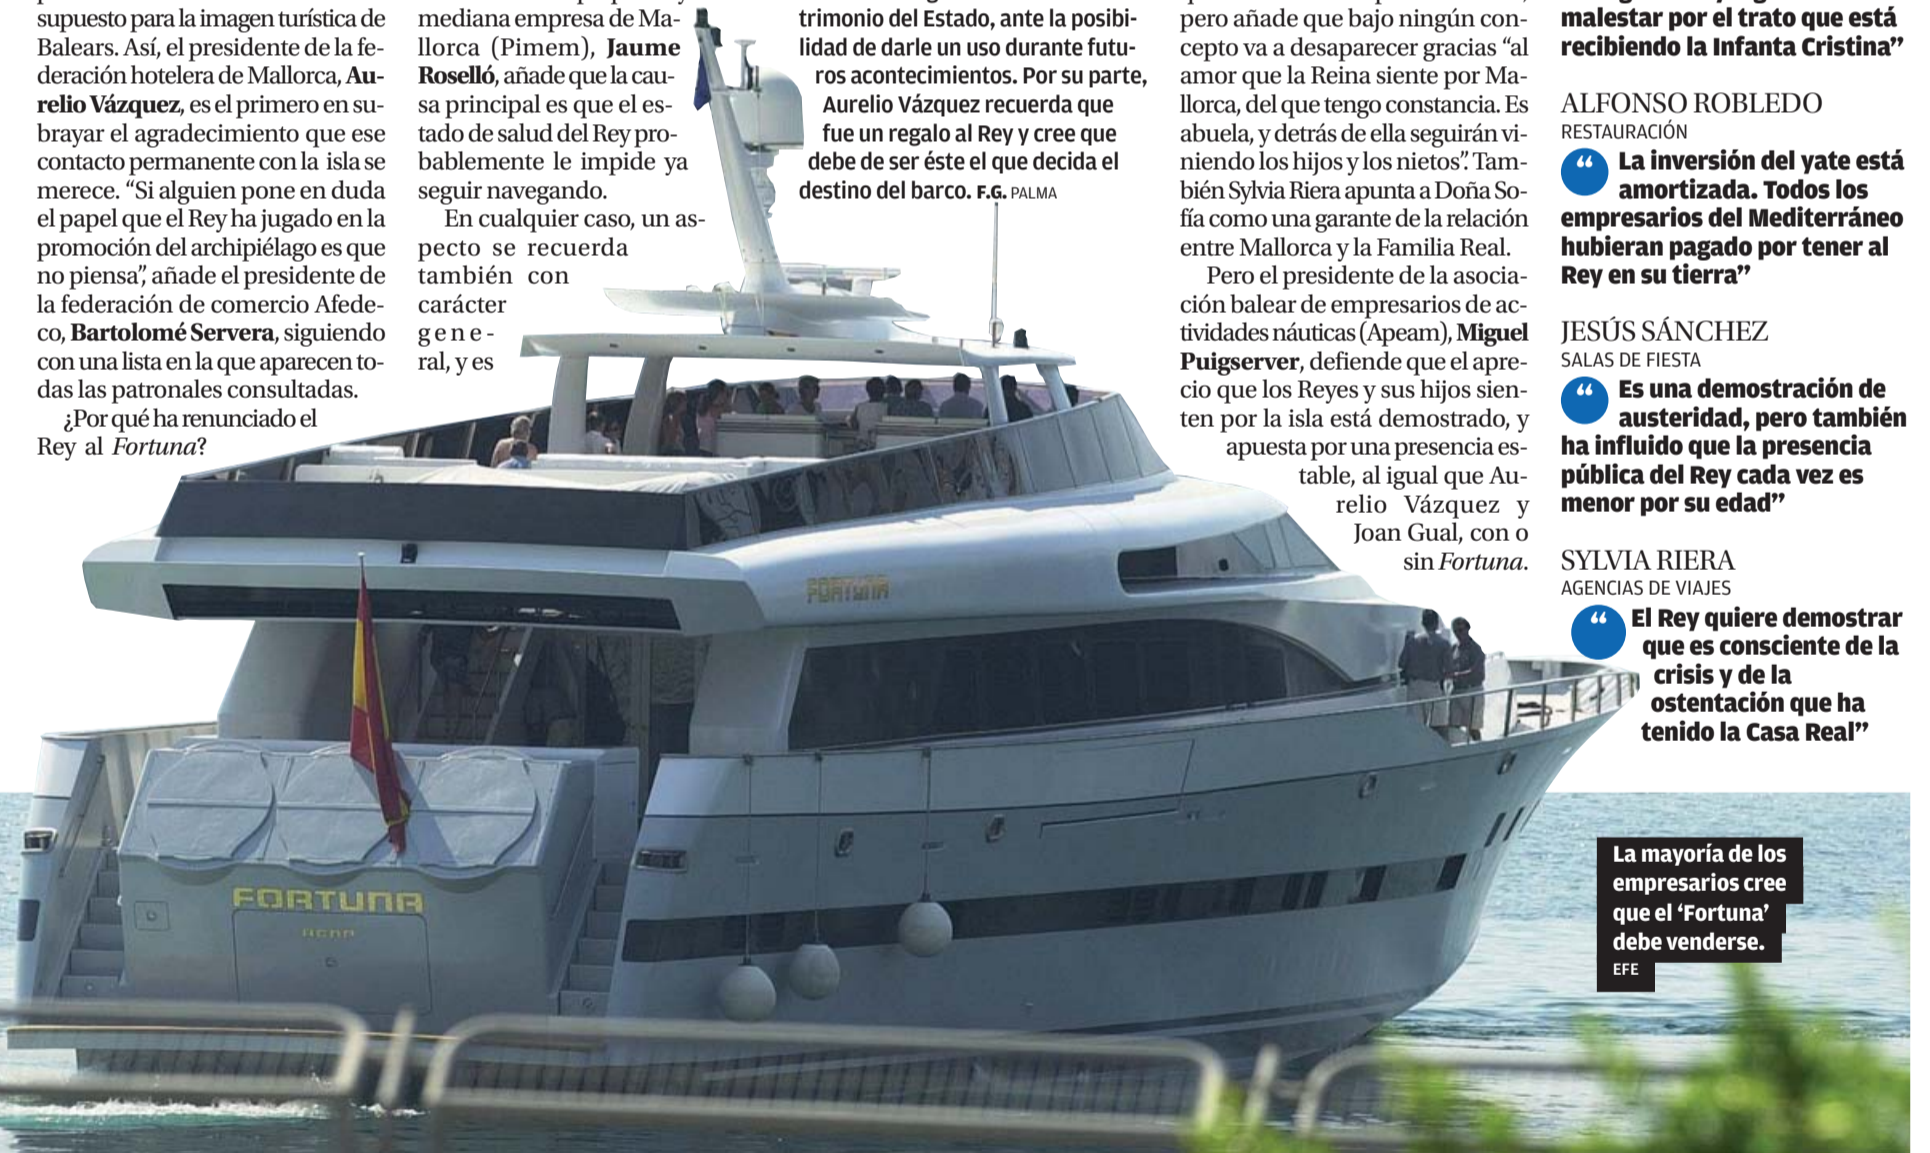 supuesto para la imagen turística de
Balears. Así, el presidente de la fe-
deración hotelera de Mallorca, Au-
relio Vázquez, es el primero en su-
brayar el agradecimiento que ese
contacto permanente con la isla se
merece. “Si alguien pone en duda
el papel que el Rey ha jugado en la
promoción del archipiélago es que
no piensa”, añade el presidente de
la federación de comercio Afede-
co, Bartolomé Servera, siguiendo
con una lista en la que aparecen to-
das las patronales consultadas.
¿Por qué ha renunciado el
Rey al Fortuna?
mediana empresa de Ma-
llorca (Pimem), Jaume
Roselló, añade que la cau-
sa principal es que el es-
tado de salud del Rey pro-
bablemente le impide ya
seguir navegando.
En cualquier caso, un as-
pecto se recuerda
también con
carácter
gene-
ral, y es
trimonio del Estado, ante la posibi-
lidad de darle un uso durante futu-
ros acontecimientos. Por su parte,
Aurelio Vázquez recuerda que
fue un regalo al Rey y cree que
debe de ser éste el que decida el
destino del barco. F.G. PALMA
pero añade que bajo ningún con-
cepto va a desaparecer gracias “al
amor que la Reina siente por Ma-
llorca, del que tengo constancia. Es
abuela, y detrás de ella seguirán vi-
niendo los hijos y los nietos”. Tam-
bién Sylvia Riera apunta a Doña So-
fía como una garante de la relación
entre Mallorca y la Familia Real.
Pero el presidente de la asocia-
ción balear de empresarios de ac-
tividades náuticas (Apeam), Miguel
Puigserver, defiende que el apre-
cio que los Reyes y sus hijos sien-
ten por la isla está demostrado, y
apuesta por una presencia es-
table, al igual que Au-
relio Vázquez y
Joan Gual, con o
sin Fortuna.
malestar por el trato que está
recibiendo la Infanta Cristina”
ALFONSO ROBLEDO
RESTAURACIÓN
“ La inversión del yate está
amortizada. Todos los
empresarios del Mediterráneo
hubieran pagado por tener al
Rey en su tierra”
JESÚS SÁNCHEZ
SALAS DE FIESTA
“ Es una demostración de
austeridad, pero también
ha influido que la presencia
pública del Rey cada vez es
menor por su edad”
SYLVIA RIERA
AGENCIAS DE VIAJES
“ El Rey quiere demostrar
que es consciente de la
crisis y de la
ostentación que ha
tenido la Casa Real”
FORTUNA
FORTUNA
La mayoría de los
empresarios cree
que el ‘Fortuna’
debe venderse.
EFE